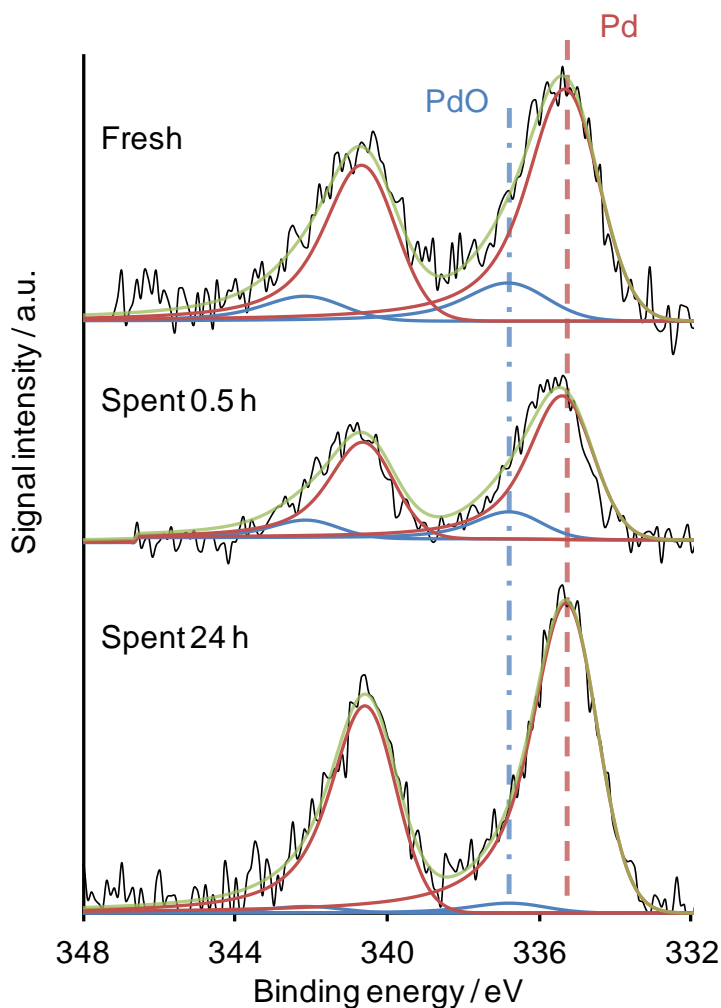 Pd
PdO
Fresh
Spent 0.5 h
Spent 24 h
Signal intensity / a.u.
348 344 340 336 332
Binding energy / eV